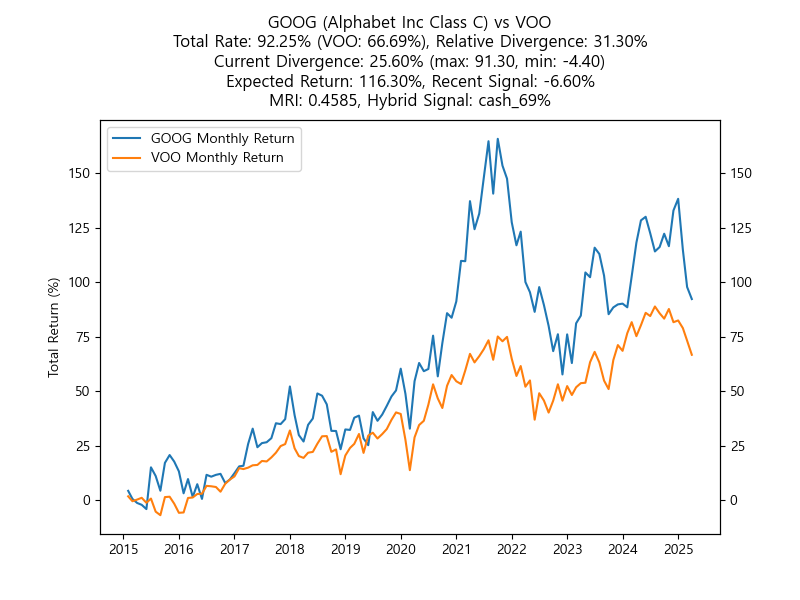 GOOG (Alphabet Inc Class C) vs VOO
Total Rate: 92.25% (VOO: 66.69%), Relative Divergence: 31.30%
Current Divergence: 25.60% (max: 91.30, min: -4.40)
Expected Return: 116.30%, Recent Signal: -6.60%
MRI: 0.4585, Hybrid Signal: cash_69%
GOOG Monthly Return
VOO Monthly Return
Total Return (%)
150
125
100
75
50
25
0
150
125
100
75
50
25
0
2015 2016 2017 2018 2019 2020 2021 2022 2023 2024 2025